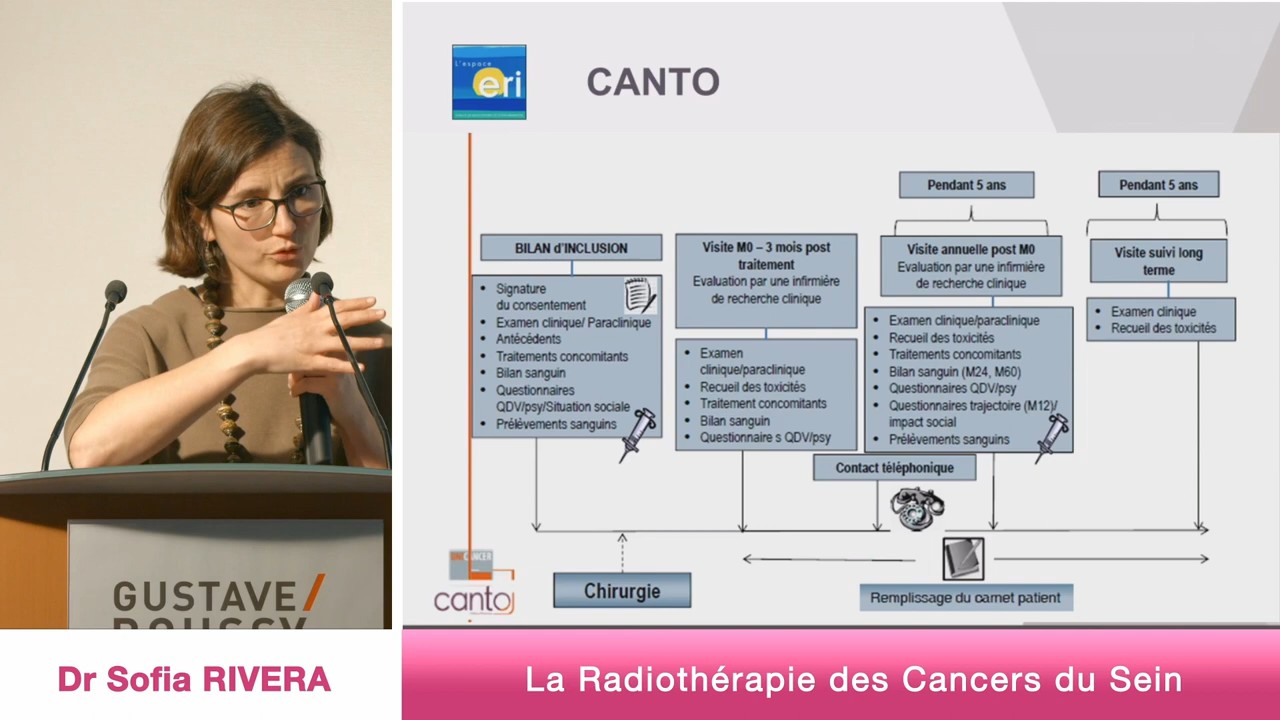 L'espace
eri
CANTO
Pendant 5 ans
Pendant 5 ans
BILAN d'INCLUSION
Signature
du consentement
Examen clinique/ Paraclinique
Antécédents
Traitements concomitants
Bilan sanguin
Questionnaires
QDV/psy/Situation sociale
Prélèvements sanguins
Visite M0 – 3 mois post
traitement
Evaluation par une infirmière
de recherche clinique
Examen
clinique/paraclinique
Recueil des toxicités
Traitement concomitants
Bilan sanguin
Questionnaire s QDV/psy
Visite annuelle post M0
Evaluation par une infirmière
de recherche clinique
Examen clinique/paraclinique
Recueil des toxicités
Traitements concomitants
Bilan sanguin (M24, M60)
Questionnaires QDV/psy
Questionnaires trajectoire (M12)/
impact social
Prélèvements sanguins
Visite suivi long
terme
Examen clinique
Recueil des toxicités
Contact téléphonique
Chirurgie
Remplissage du carnet patient
UNICANCER
canto
GUSTAVE/
ROUSSY
Dr Sofia RIVERA
La Radiothérapie des Cancers du Sein